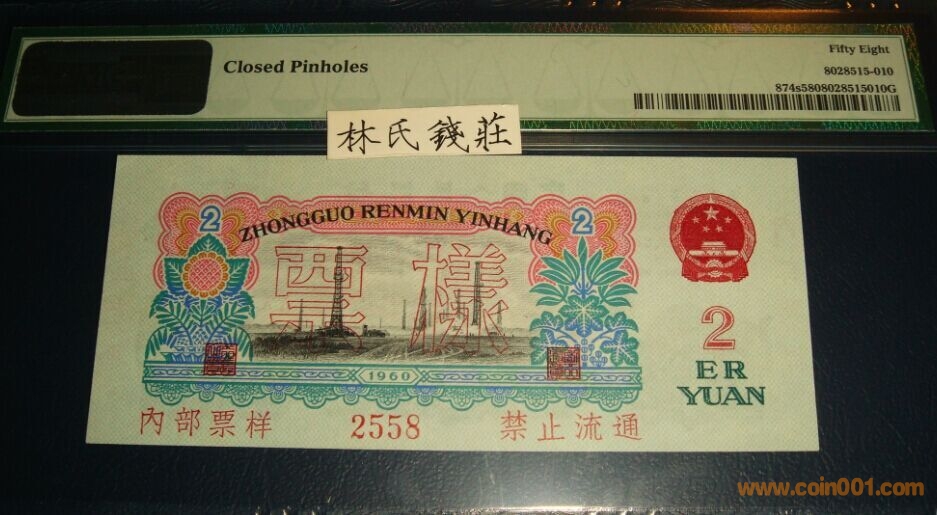 Closed Pinholes
Fifty Eight
8028515-010
874s5808028515010G
林氏錢莊
2
ZHONGGUO RENMIN YINHANG
2
票樣
2
ER
YUAN
1960
內部票样
2558
禁止流通
www.coin001.com